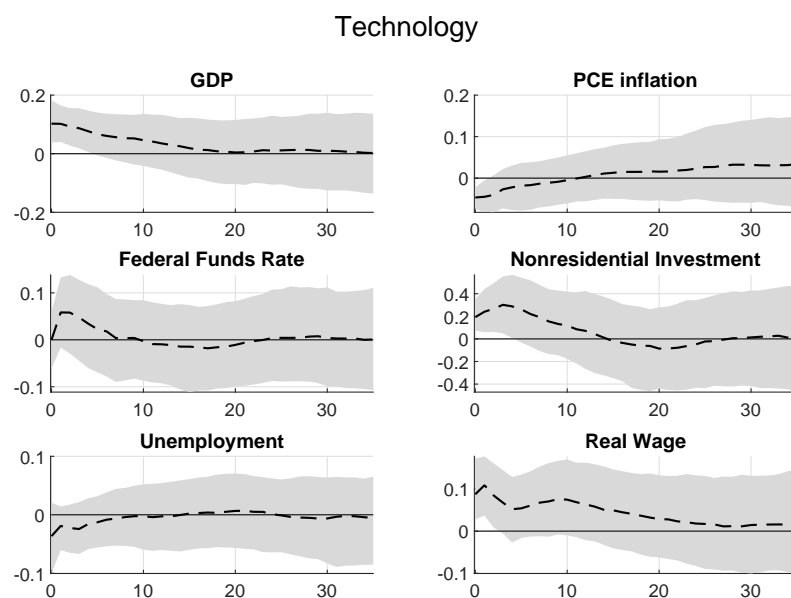 Technology
GDP
PCE inflation
0.2
0
-0.2
0 10 20 30
0.2
0.1
0
0 10 20 30
Federal Funds Rate
Nonresidential Investment
0.1
0
-0.1
0 10 20 30
0.4
0.2
0
-0.2
-0.4
0 10 20 30
Unemployment
Real Wage
0.1
0
-0.1
0 10 20 30
0.1
0
-0.1
0 10 20 30